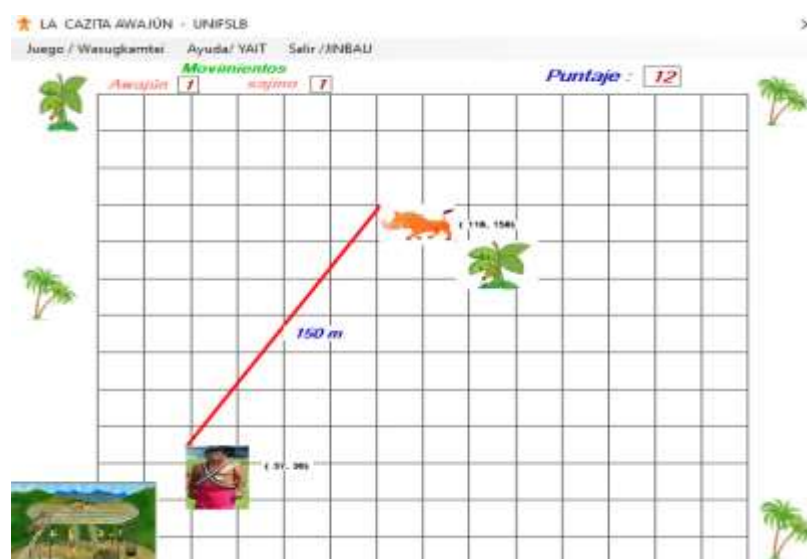 LA CAZITA AWAJÚN - UNIFSLB
Juego / Wasugkamtai Ayuda/ YAIT Salir /JINBAU
Movimientos
Awajún 1 sajino 1 Puntaje : 12
150 m